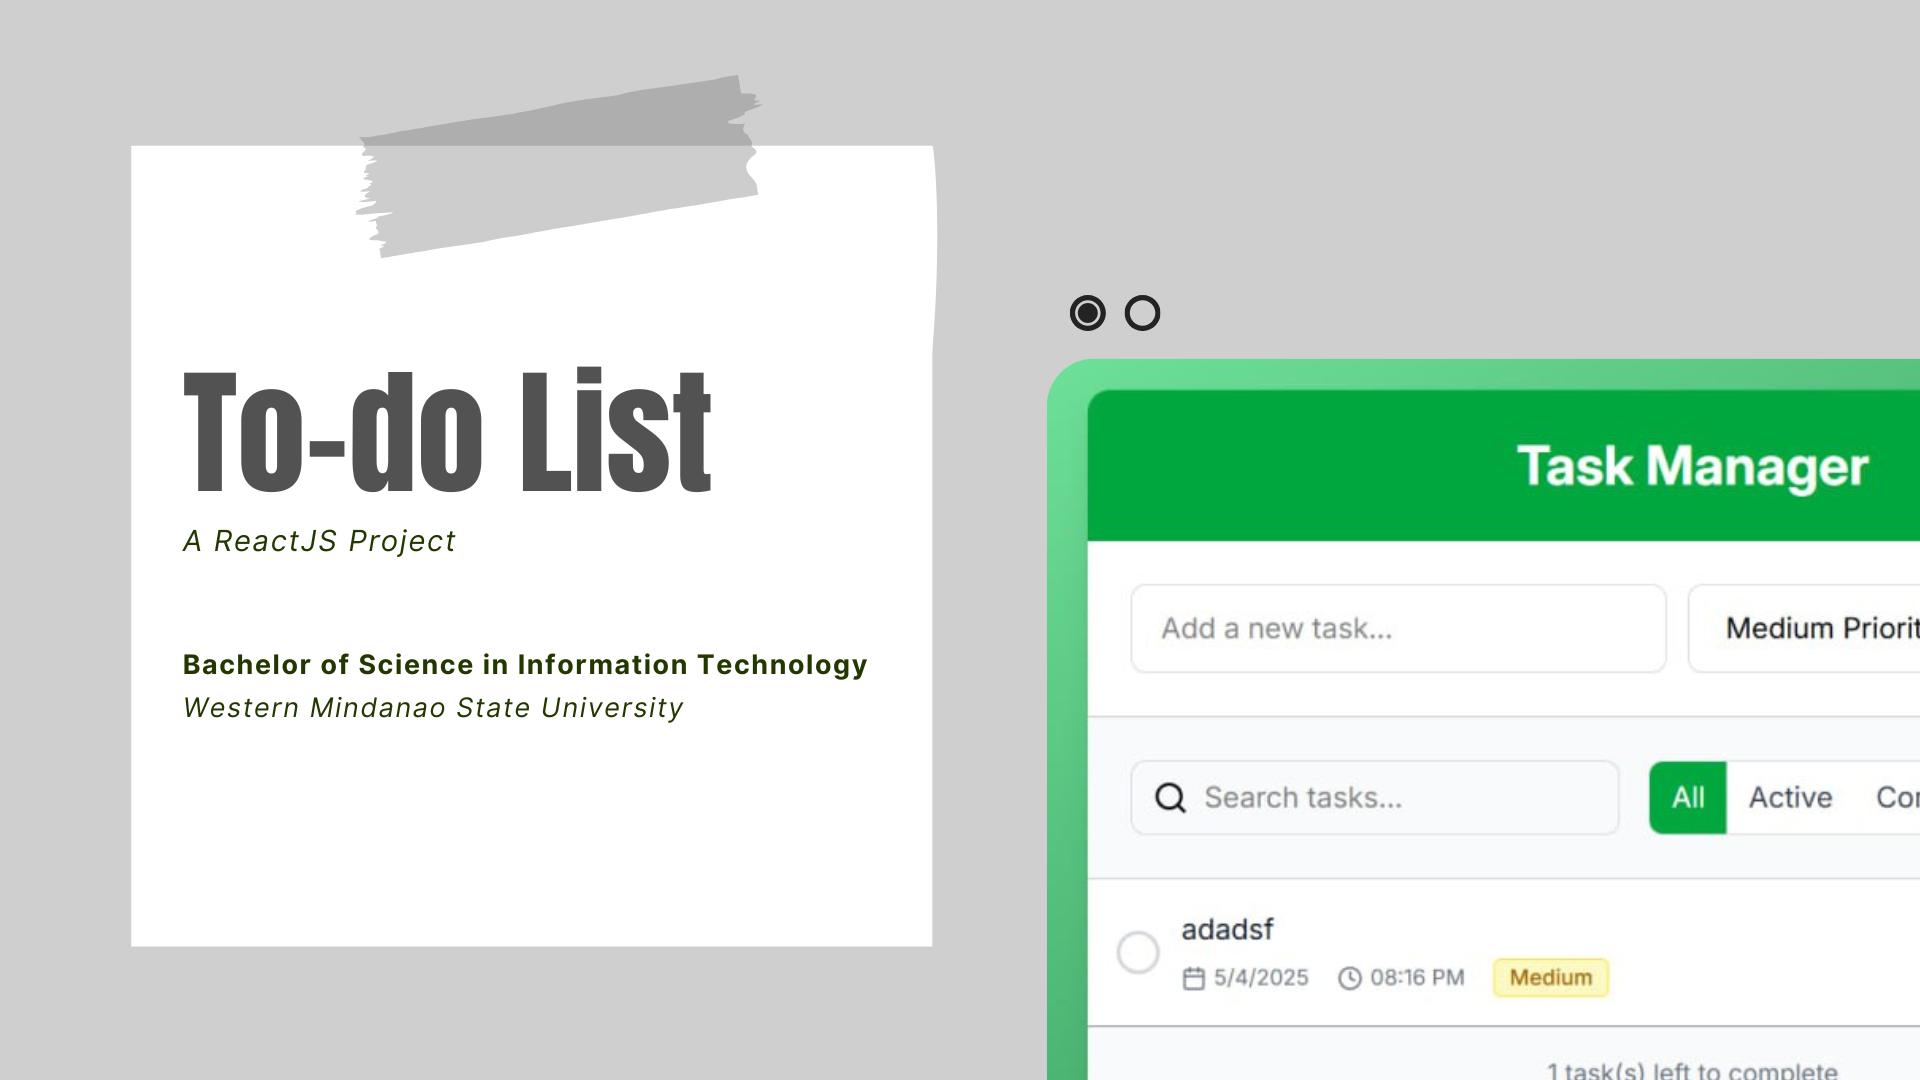 To-do List
A ReactJS Project
Bachelor of Science in Information Technology
Western Mindanao State University
Task Manager
Add a new task...
Medium Priorit
Search tasks...
All
Active
Cor
adadsf
5/4/2025
08:16 PM
Medium
1 task(s) left to complete